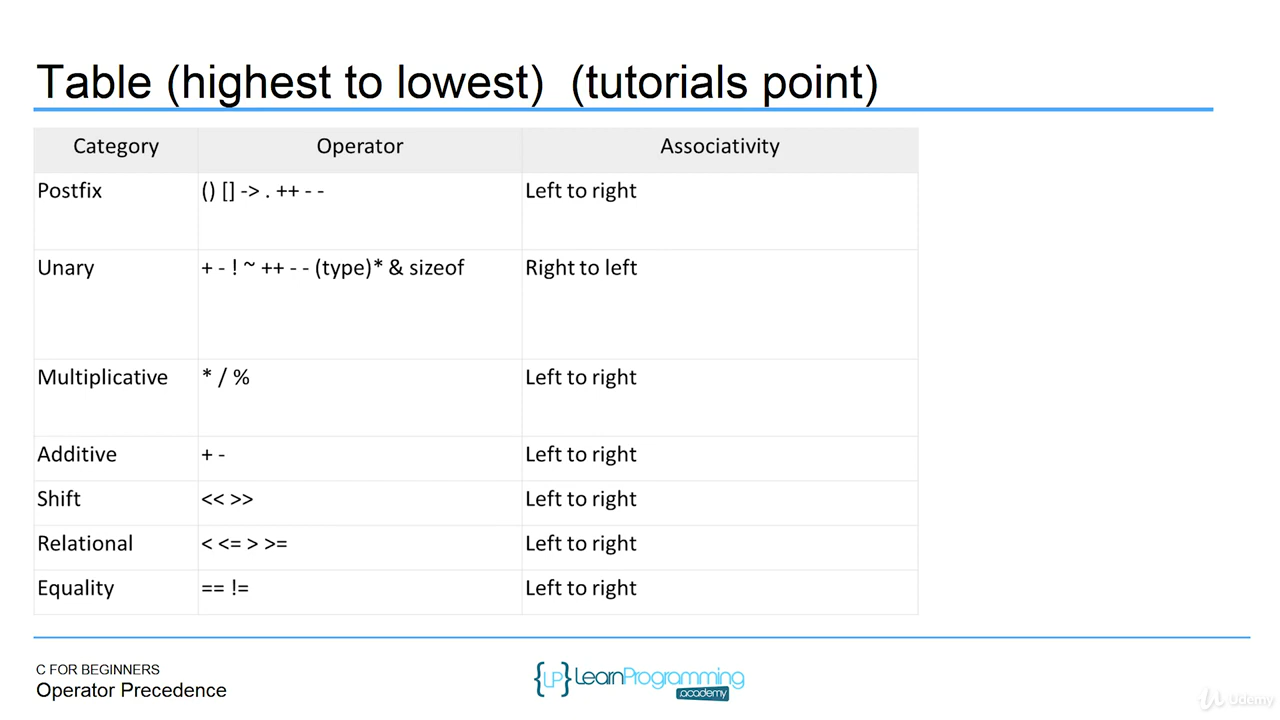 Table (highest to lowest) (tutorials point)
Category Operator Associativity
Postfix () [] -> . ++ - - Left to right
Unary + - ! ~ ++ - - (type)* & sizeof Right to left
Multiplicative * / % Left to right
Additive + - Left to right
Shift << >> Left to right
Relational < <= > >= Left to right
Equality == != Left to right
C FOR BEGINNERS
Operator Precedence
{LP} LearnProgramming
.academy
Udemy